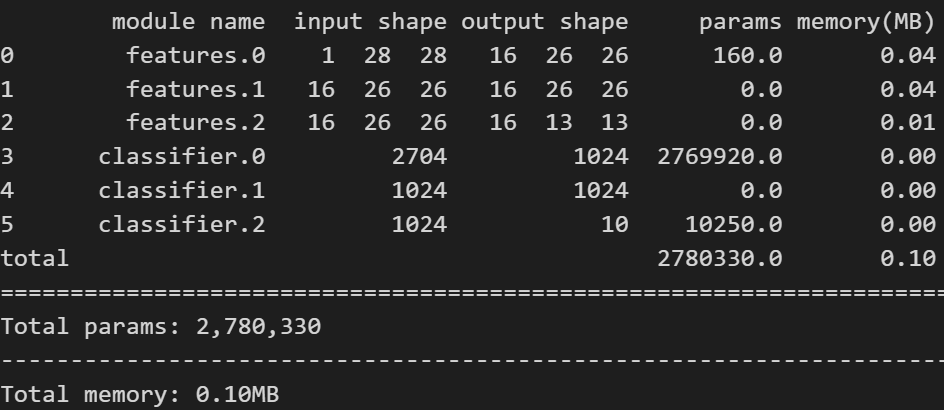 module name input shape output shape params memory(MB)
0 features.0 1 28 28 16 26 26 160.0 0.04
1 features.1 16 26 26 16 26 26 0.0 0.04
2 features.2 16 26 26 16 13 13 0.0 0.01
3 classifier.0 2704 1024 2769920.0 0.00
4 classifier.1 1024 1024 0.0 0.00
5 classifier.2 1024 10 10250.0 0.00
total 2780330.0 0.10
====================================================================
Total params: 2,780,330
--------------------------------------------------------------------
Total memory: 0.10MB